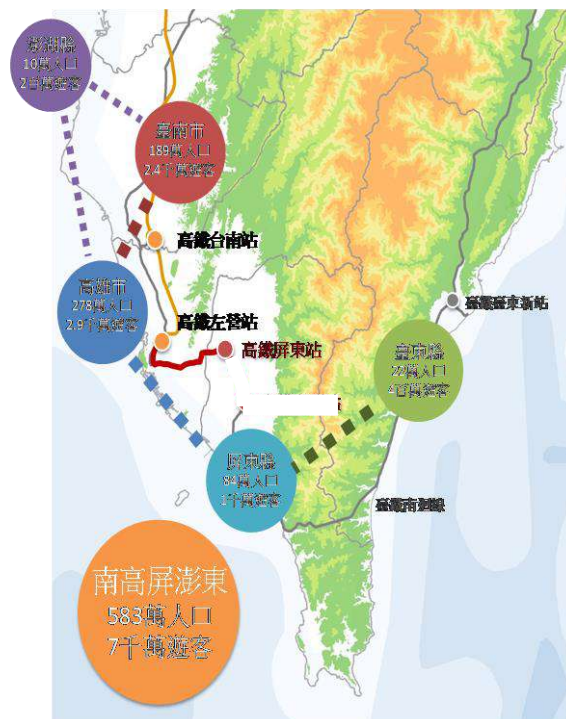 澎湖縣
10萬人口
2百萬遊客
臺南市
189萬人口
2.4千萬遊客
高鐵台南站
高雄市
278萬人口
2.9千萬遊客
高鐵左營站
高鐵屏東站
臺鐵臺東新站
臺東縣
22萬人口
4百萬遊客
屏東縣
84萬人口
1千萬遊客
臺鐵南迴線
南高屏澎東
583萬人口
7千萬遊客